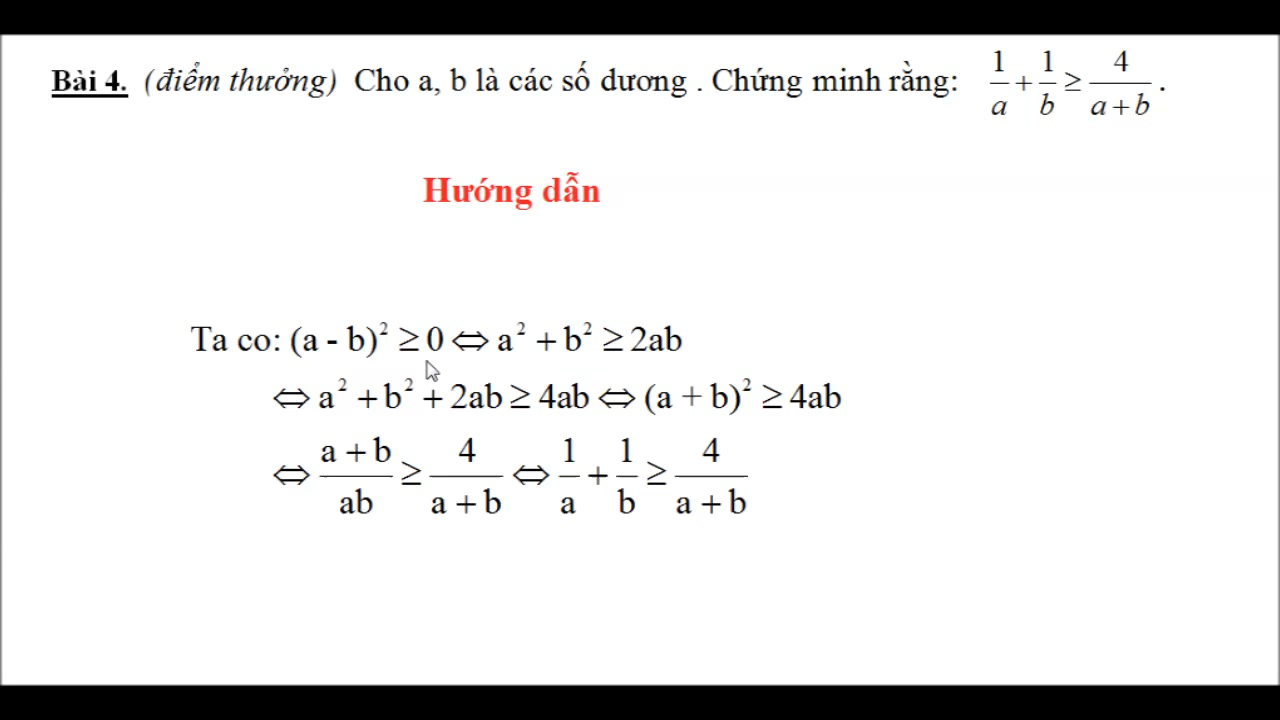 Bài 4. (điểm thưởng) Cho a, b là các số dương . Chứng minh rằng: 1/a + 1/b ≥ 4/(a + b) .
Hướng dẫn
Ta co: (a - b)² ≥ 0 ⇔ a² + b² ≥ 2ab
⇔ a² + b² + 2ab ≥ 4ab ⇔ (a + b)² ≥ 4ab
⇔ (a + b)/ab ≥ 4/(a + b) ⇔ 1/a + 1/b ≥ 4/(a + b)